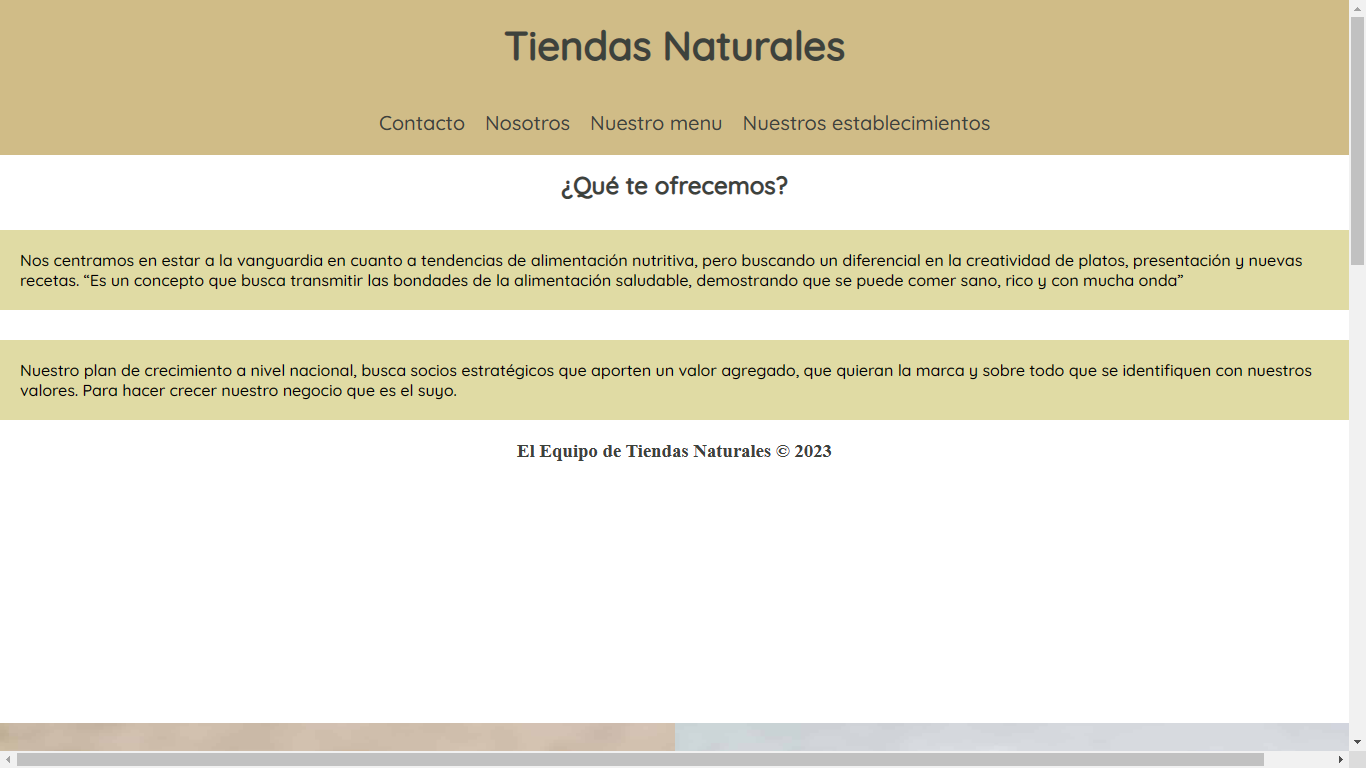 Tiendas Naturales
Contacto Nosotros Nuestro menu Nuestros establecimientos
¿Qué te ofrecemos?
Nos centramos en estar a la vanguardia en cuanto a tendencias de alimentación nutritiva, pero buscando un diferencial en la creatividad de platos, presentación y nuevas
recetas. “Es un concepto que busca transmitir las bondades de la alimentación saludable, demostrando que se puede comer sano, rico y con mucha onda”
Nuestro plan de crecimiento a nivel nacional, busca socios estratégicos que aporten un valor agregado, que quieran la marca y sobre todo que se identifiquen con nuestros
valores. Para hacer crecer nuestro negocio que es el suyo.
El Equipo de Tiendas Naturales © 2023